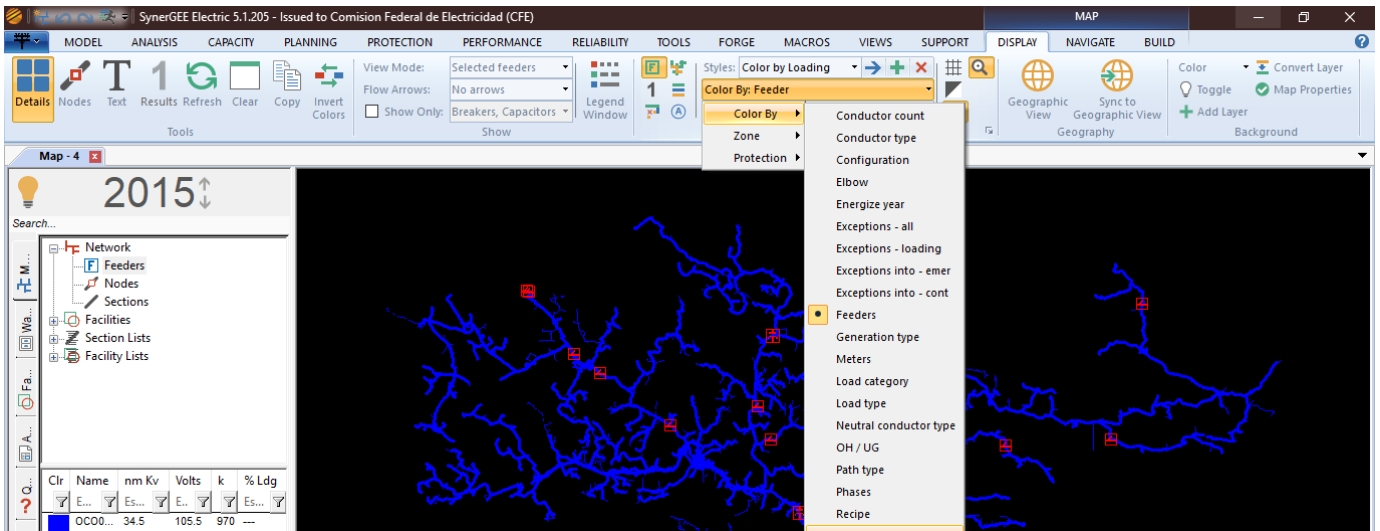 SynerGEE Electric 5.1.205 - Issued to Comision Federal de Electricidad (CFE)
MAP
MODEL ANALYSIS CAPACITY PLANNING PROTECTION PERFORMANCE RELIABILITY TOOLS FORGE MACROS VIEWS SUPPORT DISPLAY NAVIGATE BUILD
View Mode: Selected feeders
Styles: Color by Loading
Color
Convert Layer
Flow Arrows: No arrows
Color By: Feeder
Toggle
Map Properties
Show Only: Breakers, Capacitors
Add Layer
Details Nodes Text Results Refresh Clear Copy Invert Colors
Legend Window
Geographic View
Sync to Geographic View
Tools
Show
Geography
Background
Color By
Zone
Protection
Conductor count
Conductor type
Configuration
Elbow
Energize year
Exceptions - all
Exceptions - loading
Exceptions into - emer
Exceptions into - cont
Feeders
Generation type
Meters
Load category
Load type
Neutral conductor type
OH / UG
Path type
Phases
Recipe
Map - 4
2015
Search...
M...
Wa...
Fa...
A...
Q...
Network
Feeders
Nodes
Sections
Facilities
Section Lists
Facility Lists
Clr Name nm Kv Volts k % Ldg
E... Es... E.. Es...
OCO0... 34.5 105.5 970 ---